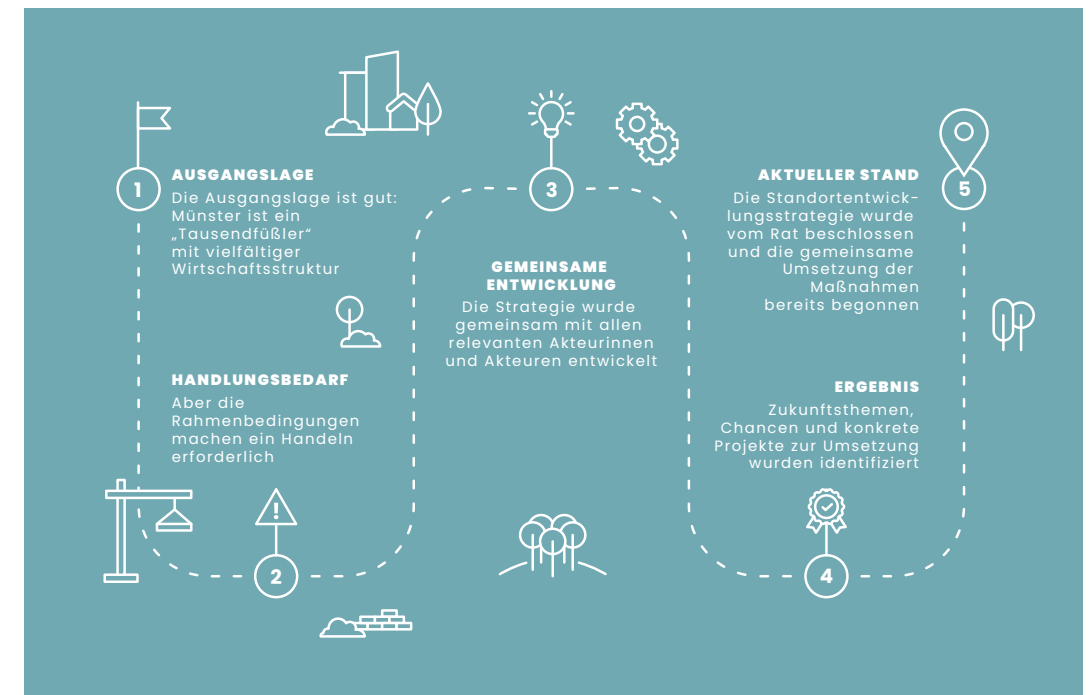 1
AUSGANGSLAGE
Die Ausgangslage ist gut:
Münster ist ein
„Tausendfüßler“
mit vielfältiger
Wirtschaftsstruktur
2
HANDLUNGSBEDARF
Aber die
Rahmenbedingungen
machen ein Handeln
erforderlich
3
GEMEINSAME
ENTWICKLUNG
Die Strategie wurde
gemeinsam mit allen
relevanten Akteurinnen
und Akteuren entwickelt
4
ERGEBNIS
Zukunftsthemen,
Chancen und konkrete
Projekte zur Umsetzung
wurden identifiziert
5
AKTUELLER STAND
Die Standortentwick-
lungsstrategie wurde
vom Rat beschlossen
und die gemeinsame
Umsetzung der
Maßnahmen
bereits begonnen